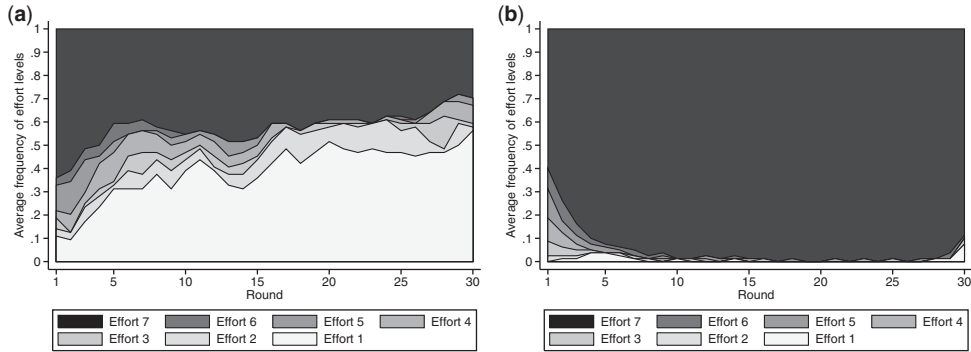 (a)
Average frequency of effort levels
1
.9
.8
.7
.6
.5
.4
.3
.2
.1
0
1 5 10 15 20 25 30
Round
Effort 7 Effort 6 Effort 5 Effort 4
Effort 3 Effort 2 Effort 1
(b)
Average frequency of effort levels
1
.9
.8
.7
.6
.5
.4
.3
.2
.1
0
1 5 10 15 20 25 30
Round
Effort 7 Effort 6 Effort 5 Effort 4
Effort 3 Effort 2 Effort 1